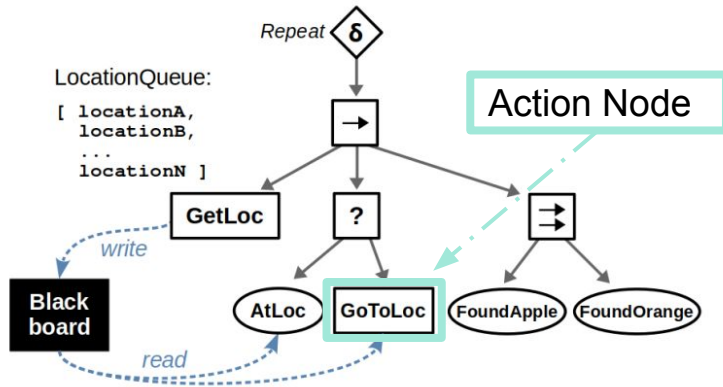 Repeat δ
LocationQueue:
[ locationA,
locationB,
...
locationN ]
Action Node
→
GetLoc
?
write
Black
board
AtLoc
GoToLoc
FoundApple
FoundOrange
read